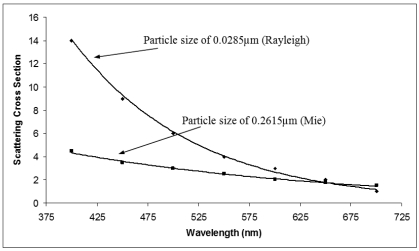 16
14
12
10
8
6
4
2
0
Scattering Cross Section
Particle size of 0.0285µm (Rayleigh)
Particle size of 0.2615µm (Mie)
375 425 475 525 575 625 675 725
Wavelength (nm)